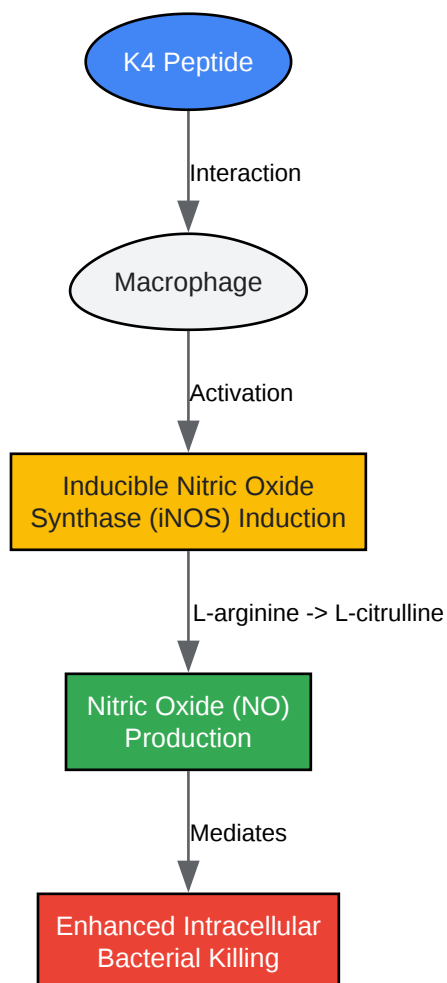 K4 Peptide
Interaction
Macrophage
Activation
Inducible Nitric Oxide
Synthase (iNOS) Induction
L-arginine -> L-citrulline
Nitric Oxide (NO)
Production
Mediates
Enhanced Intracellular
Bacterial Killing